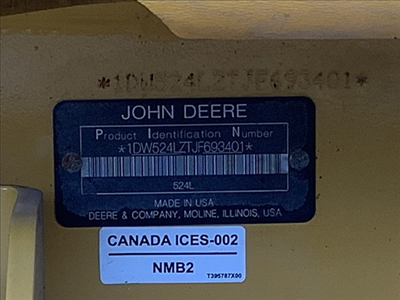 *1DW524LZTJF693401*
JOHN DEERE
Product Identification Number
*1DW524LZTJF693401*
524L
MADE IN USA
DEERE & COMPANY, MOLINE, ILLINOIS, USA
CANADA ICES-002
NMB2
T395787X00